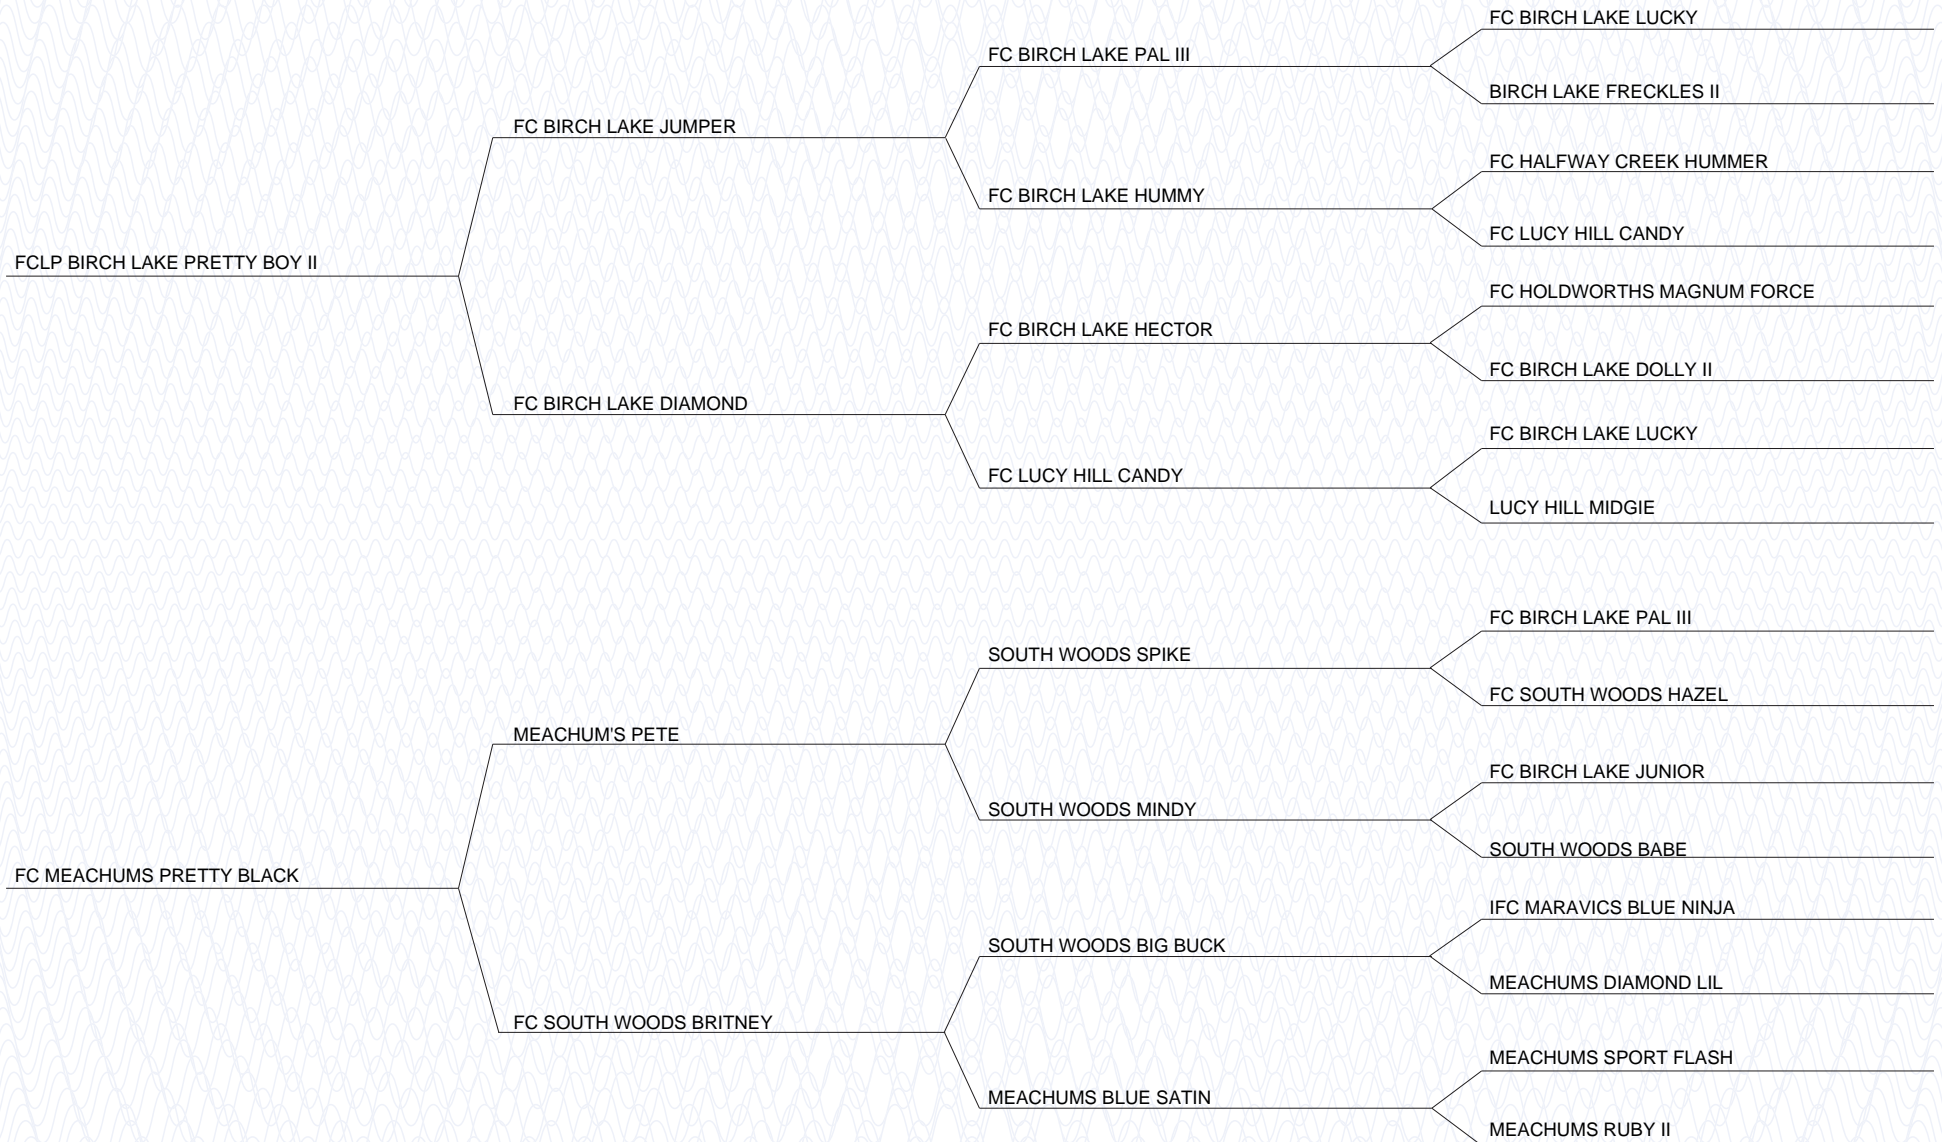 FC BIRCH LAKE LUCKY
FC BIRCH LAKE PAL III
BIRCH LAKE FRECKLES II
FC BIRCH LAKE JUMPER
FC HALFWAY CREEK HUMMER
FC BIRCH LAKE HUMMY
FC LUCY HILL CANDY
FCLP BIRCH LAKE PRETTY BOY II
FC HOLDWORTHS MAGNUM FORCE
FC BIRCH LAKE HECTOR
FC BIRCH LAKE DOLLY II
FC BIRCH LAKE DIAMOND
FC BIRCH LAKE LUCKY
FC LUCY HILL CANDY
LUCY HILL MIDGIE
FC BIRCH LAKE PAL III
SOUTH WOODS SPIKE
FC SOUTH WOODS HAZEL
MEACHUM'S PETE
FC BIRCH LAKE JUNIOR
SOUTH WOODS MINDY
SOUTH WOODS BABE
FC MEACHUMS PRETTY BLACK
IFC MARAVICS BLUE NINJA
SOUTH WOODS BIG BUCK
MEACHUMS DIAMOND LIL
FC SOUTH WOODS BRITNEY
MEACHUMS SPORT FLASH
MEACHUMS BLUE SATIN
MEACHUMS RUBY II